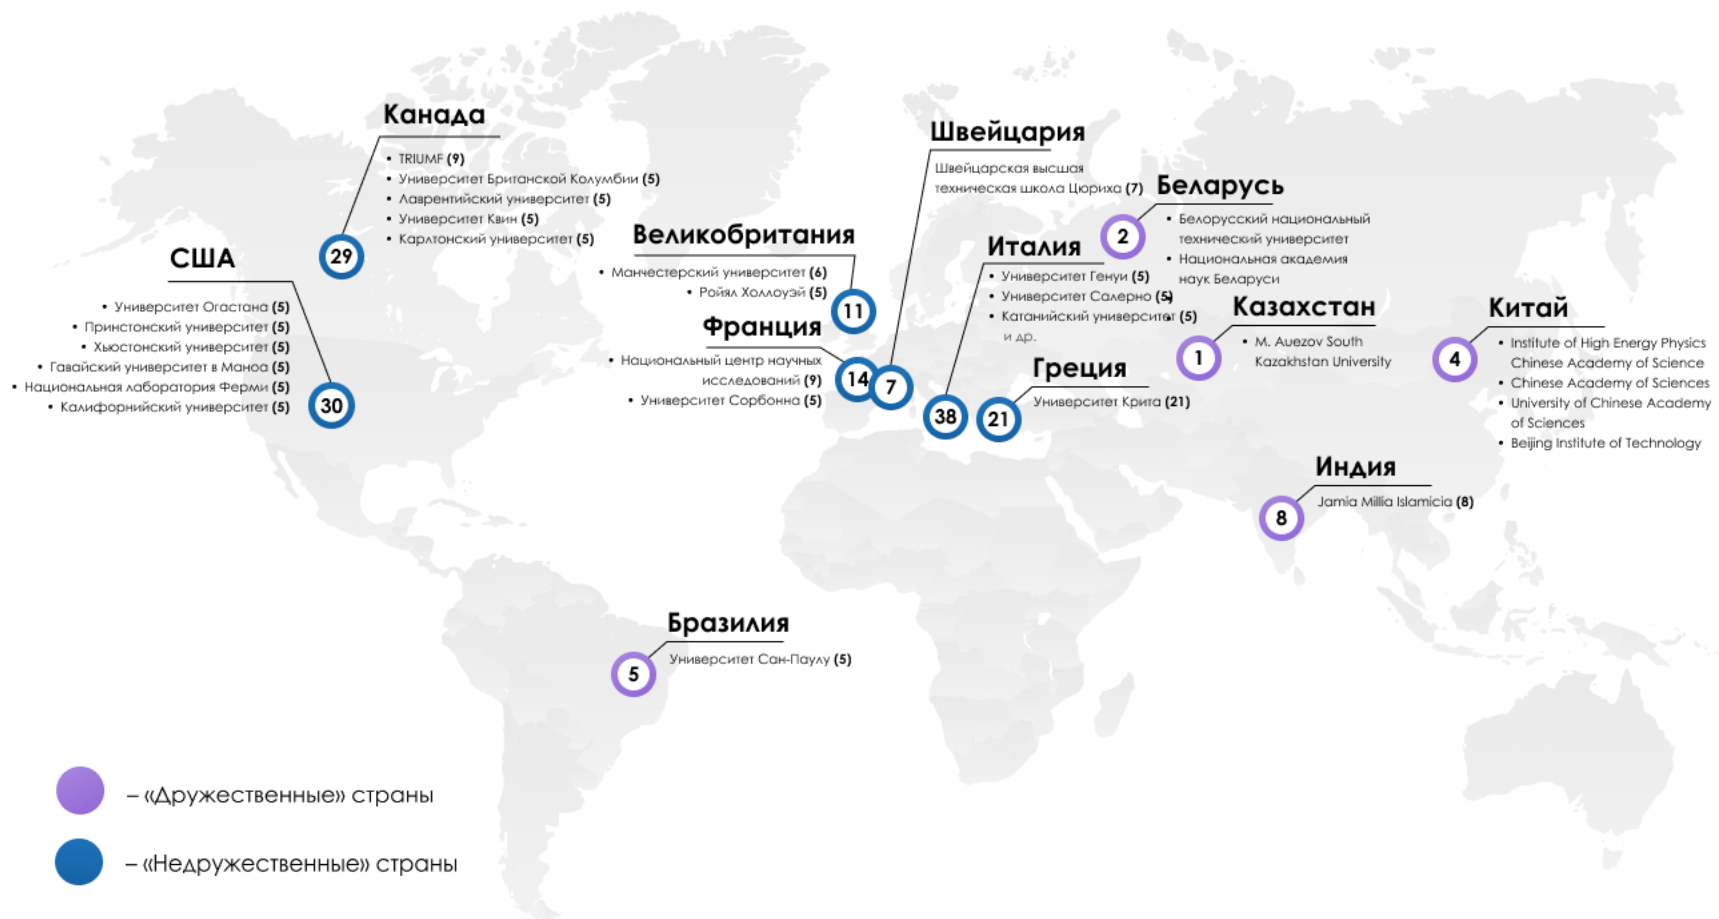 Канада
• TRIUMF (9)
• Университет Британской Колумбии (5)
• Лаврентийский университет (5)
• Университет Квин (5)
• Карлтонский университет (5)
29
США
• Университет Огастана (5)
• Принстонский университет (5)
• Хьюстонский университет (5)
• Гавайский университет в Маноа (5)
• Национальная лаборатория Ферми (5)
• Калифорнийский университет (5)
30
Великобритания
• Манчестерский университет (6)
• Ройял Холлоуэй (5)
11
Франция
• Национальный центр научных
исследований (9)
• Университет Сорбонна (5)
14
Швейцария
Швейцарская высшая
техническая школа Цюриха (7)
7
Италия
• Университет Генуи (5)
• Университет Салерно (5)
• Катанийский университет (5)
и др.
38
Греция
Университет Крита (21)
21
Беларусь
• Белорусский национальный
технический университет
• Национальная академия
наук Беларуси
2
Казахстан
• M. Auezov South
Kazakhstan University
1
Китай
• Institute of High Energy Physics
Chinese Academy of Science
• Chinese Academy of Sciences
• University of Chinese Academy
of Sciences
• Beijing Institute of Technology
4
Индия
Jamia Millia Islamicia (8)
8
Бразилия
Университет Сан-Паулу (5)
5
– «Дружественные» страны
– «Недружественные» страны